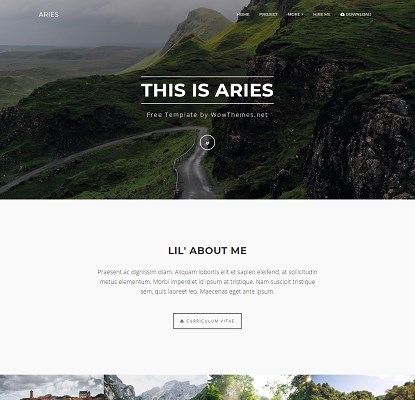 ARIES
HOME PROJECT MORE HIRE ME DOWNLOAD
THIS IS ARIES
Free Template by WowThemes.net
LIL' ABOUT ME
Praesent ac dignissim diam. Aliquam lobortis elit et sapien eleifend, at sollicitudin
metus elementum. Morbi imperdiet id ipsum at tristique. Nam suscipit tristique
sem, quis laoreet leo. Maecenas eget ante ipsum.
CURRICULUM VITAE